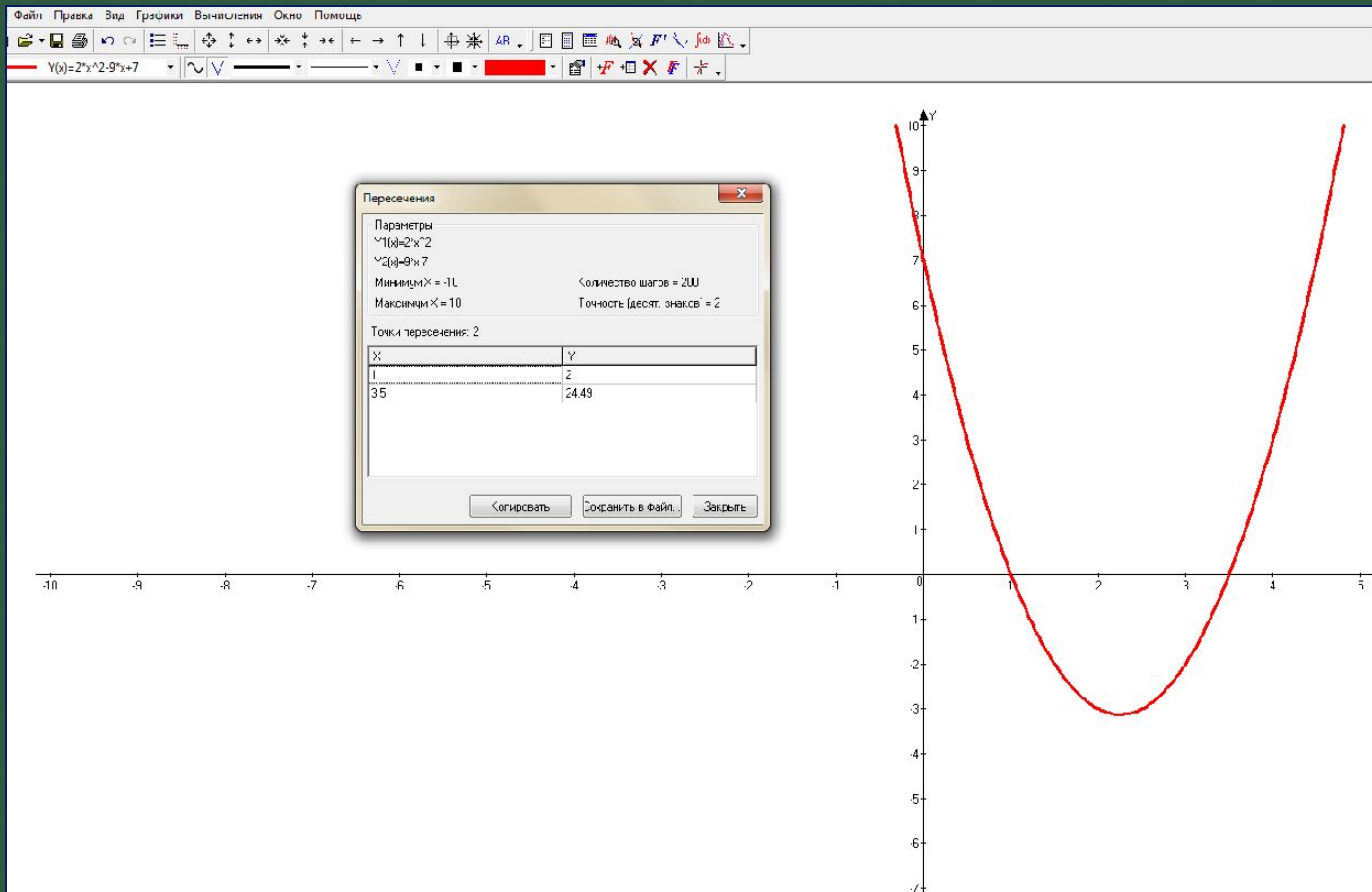 Файл Правка Вид Графики Вычисления Окно Помощь
AB
F'
Y(x)=2*x^2-9*x+7
+F
F
Y
10
9
8
7
6
5
4
3
2
1
Пересечения
X
Параметры
Y1(x)=2*x^2
Y2(x)=9*x-7
Минимум X = -10 Количество шагов = 200
Максимум X = 10 Точность (десят. знаков) = 2
Точки пересечения: 2
X Y
1 2
3.5 24.49
Копировать Сохранить в файл... Закрыть
-10 -9 -8 -7 -6 -5 -4 -3 -2 -1 0 1 2 3 4 5
-1
-2
-3
-4
-5
-6
-7